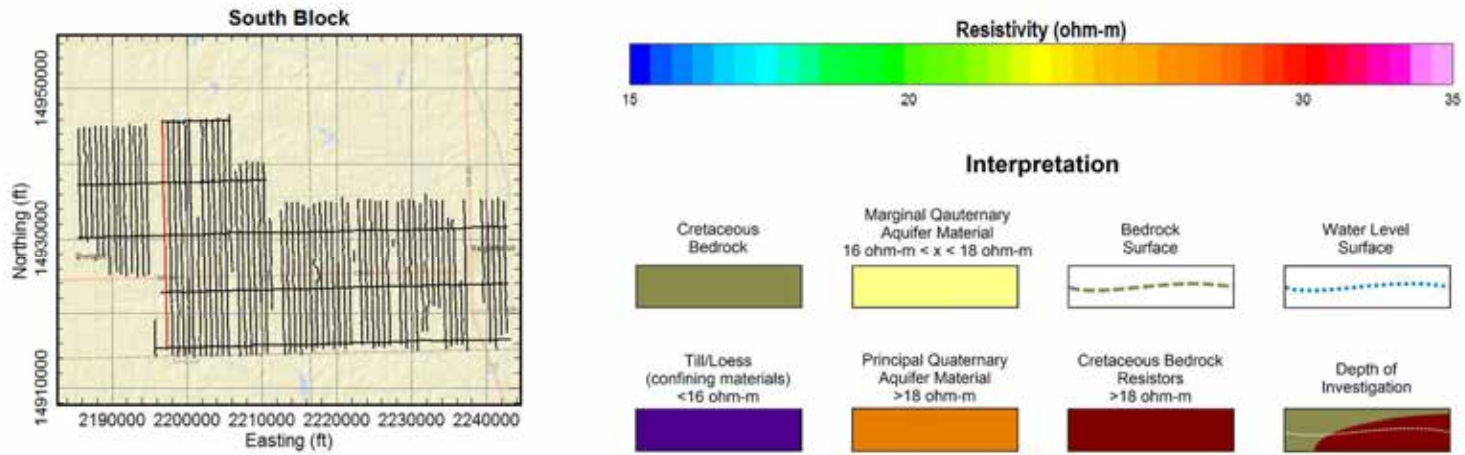 South Block
14950000
14930000
14910000
Northing (ft)
2190000 2200000 2210000 2220000 2230000 2240000
Easting (ft)
Resistivity (ohm-m)
15 20 30 35
Interpretation
Cretaceous
Bedrock
Marginal Qauternary
Aquifer Material
16 ohm-m < x < 18 ohm-m
Bedrock
Surface
Water Level
Surface
Till/Loess
(confining materials)
<16 ohm-m
Principal Quaternary
Aquifer Material
>18 ohm-m
Cretaceous Bedrock
Resistors
>18 ohm-m
Depth of
Investigation